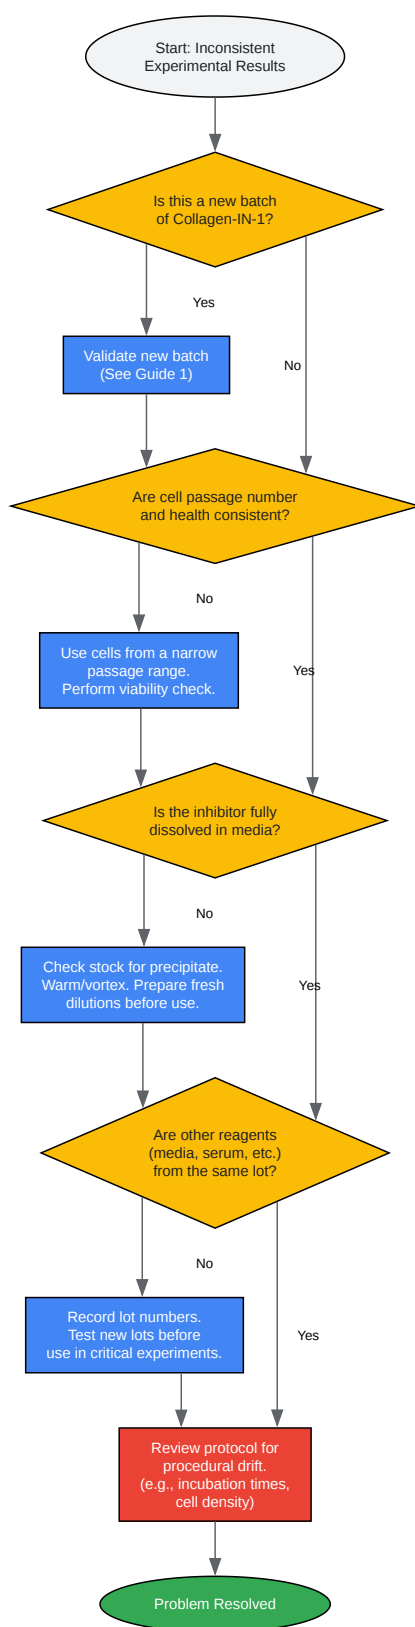 Start: Inconsistent
Experimental Results
Is this a new batch
of Collagen-IN-1?
Yes
No
Validate new batch
(See Guide 1)
Are cell passage number
and health consistent?
No
Yes
Use cells from a narrow
passage range.
Perform viability check.
Is the inhibitor fully
dissolved in media?
No
Yes
Check stock for precipitate.
Warm/vortex. Prepare fresh
dilutions before use.
Are other reagents
(media, serum, etc.)
from the same lot?
No
Yes
Record lot numbers.
Test new lots before
use in critical experiments.
Review protocol for
procedural drift.
(e.g., incubation times,
cell density)
Problem Resolved